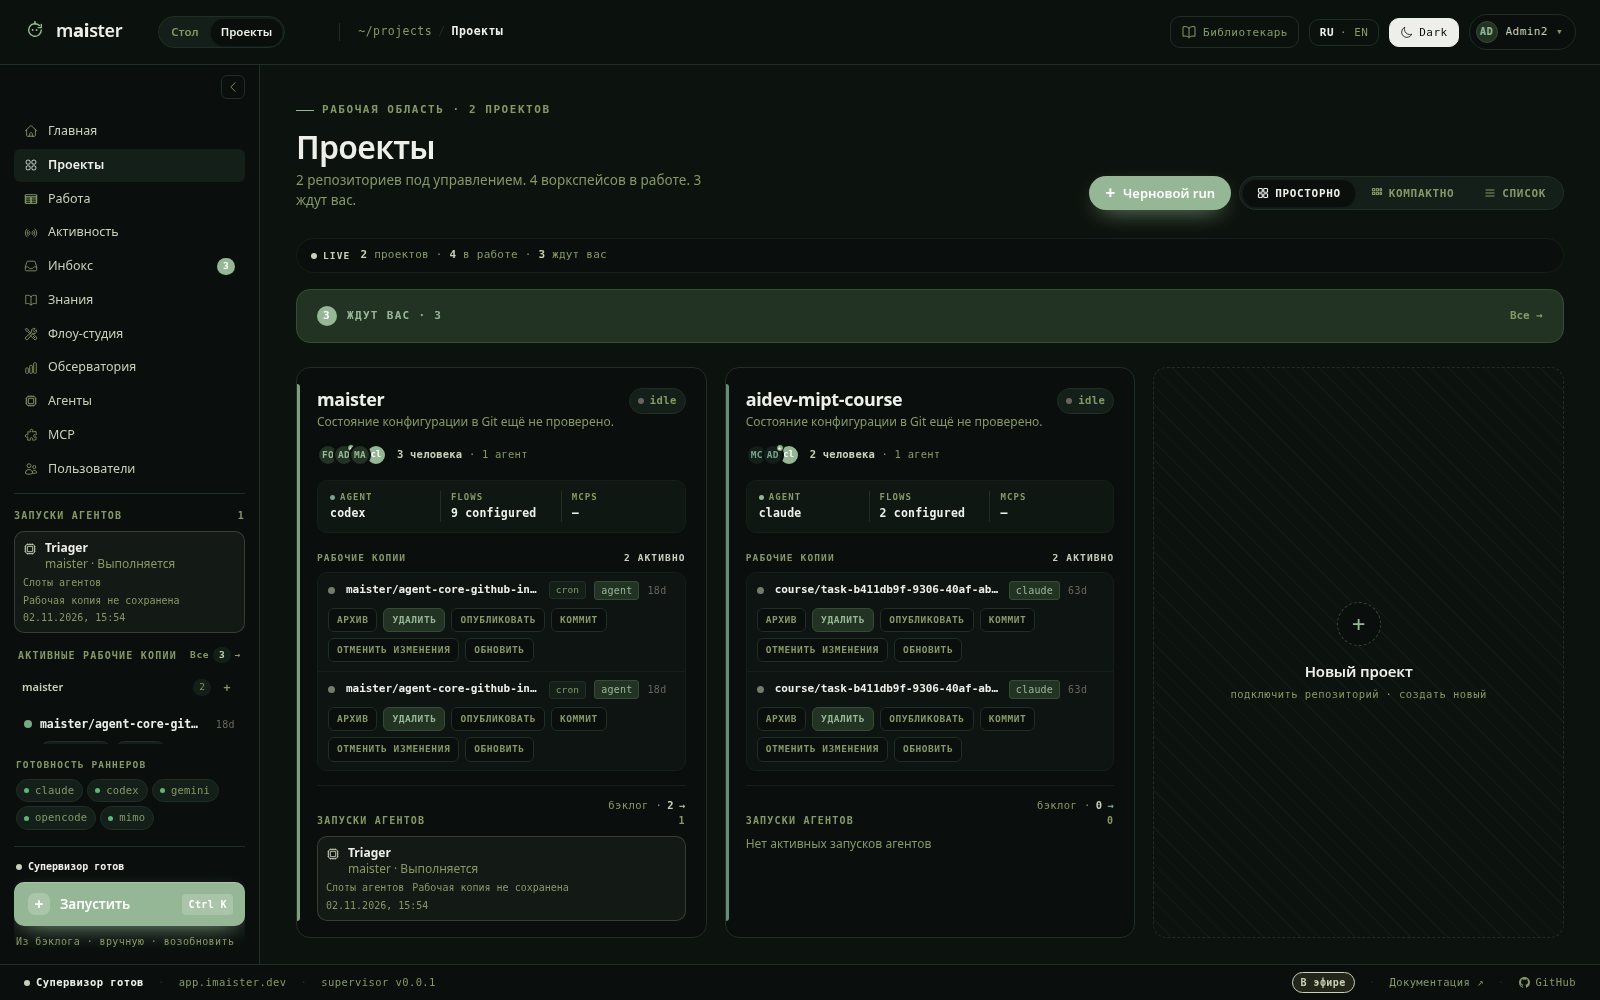 maister
Стол
Проекты
~/projects / Проекты
Библиотекарь
RU · EN
Dark
AD Admin2
Главная
Проекты
Работа
Активность
Инбокс 3
Знания
Флоу-студия
Обсерватория
Агенты
МСР
Пользователи
ЗАПУСКИ АГЕНТОВ 1
Triager
maister · Выполняется
Слоты агентов
Рабочая копия не сохранена
02.11.2026, 15:54
АКТИВНЫЕ РАБОЧИЕ КОПИИ Все 3 →
maister 2 +
maister/agent-core-git… 18d
ГОТОВНОСТЬ РАННЕРОВ
claude codex gemini
opencode mimo
Супервизор готов
+ Запустить Ctrl K
Из бэклога · вручную · возобновить
РАБОЧАЯ ОБЛАСТЬ · 2 ПРОЕКТОВ
Проекты
2 репозиториев под управлением. 4 воркспейсов в работе. 3
ждут вас.
+ Черновой run
ПРОСТОРНО КОМПАКТНО СПИСОК
LIVE 2 проектов · 4 в работе · 3 ждут вас
3 ЖДУТ ВАС · 3 Все →
maister idle
Состояние конфигурации в Git ещё не проверено.
FO AD MA cl 3 человека · 1 агент
AGENT FLOWS MCPS
codex 9 configured —
РАБОЧИЕ КОПИИ 2 АКТИВНО
maister/agent-core-github-in… cron agent 18d
АРХИВ УДАЛИТЬ ОПУБЛИКОВАТЬ КОММИТ
ОТМЕНИТЬ ИЗМЕНЕНИЯ ОБНОВИТЬ
maister/agent-core-github-in… cron agent 18d
АРХИВ УДАЛИТЬ ОПУБЛИКОВАТЬ КОММИТ
ОТМЕНИТЬ ИЗМЕНЕНИЯ ОБНОВИТЬ
бэклог · 2 →
ЗАПУСКИ АГЕНТОВ 1
Triager
maister · Выполняется
Слоты агентов Рабочая копия не сохранена
02.11.2026, 15:54
aidev-mipt-course idle
Состояние конфигурации в Git ещё не проверено.
MC AD cl 2 человека · 1 агент
AGENT FLOWS MCPS
claude 2 configured —
РАБОЧИЕ КОПИИ 2 АКТИВНО
course/task-b411db9f-9306-40af-ab… claude 63d
АРХИВ УДАЛИТЬ ОПУБЛИКОВАТЬ КОММИТ
ОТМЕНИТЬ ИЗМЕНЕНИЯ ОБНОВИТЬ
course/task-b411db9f-9306-40af-ab… claude 63d
АРХИВ УДАЛИТЬ ОПУБЛИКОВАТЬ КОММИТ
ОТМЕНИТЬ ИЗМЕНЕНИЯ ОБНОВИТЬ
бэклог · 0 →
ЗАПУСКИ АГЕНТОВ 0
Нет активных запусков агентов
+
Новый проект
подключить репозиторий · создать новый
Супервизор готов · app.imaister.dev · supervisor v0.0.1
В эфире · Документация ↗ · GitHub